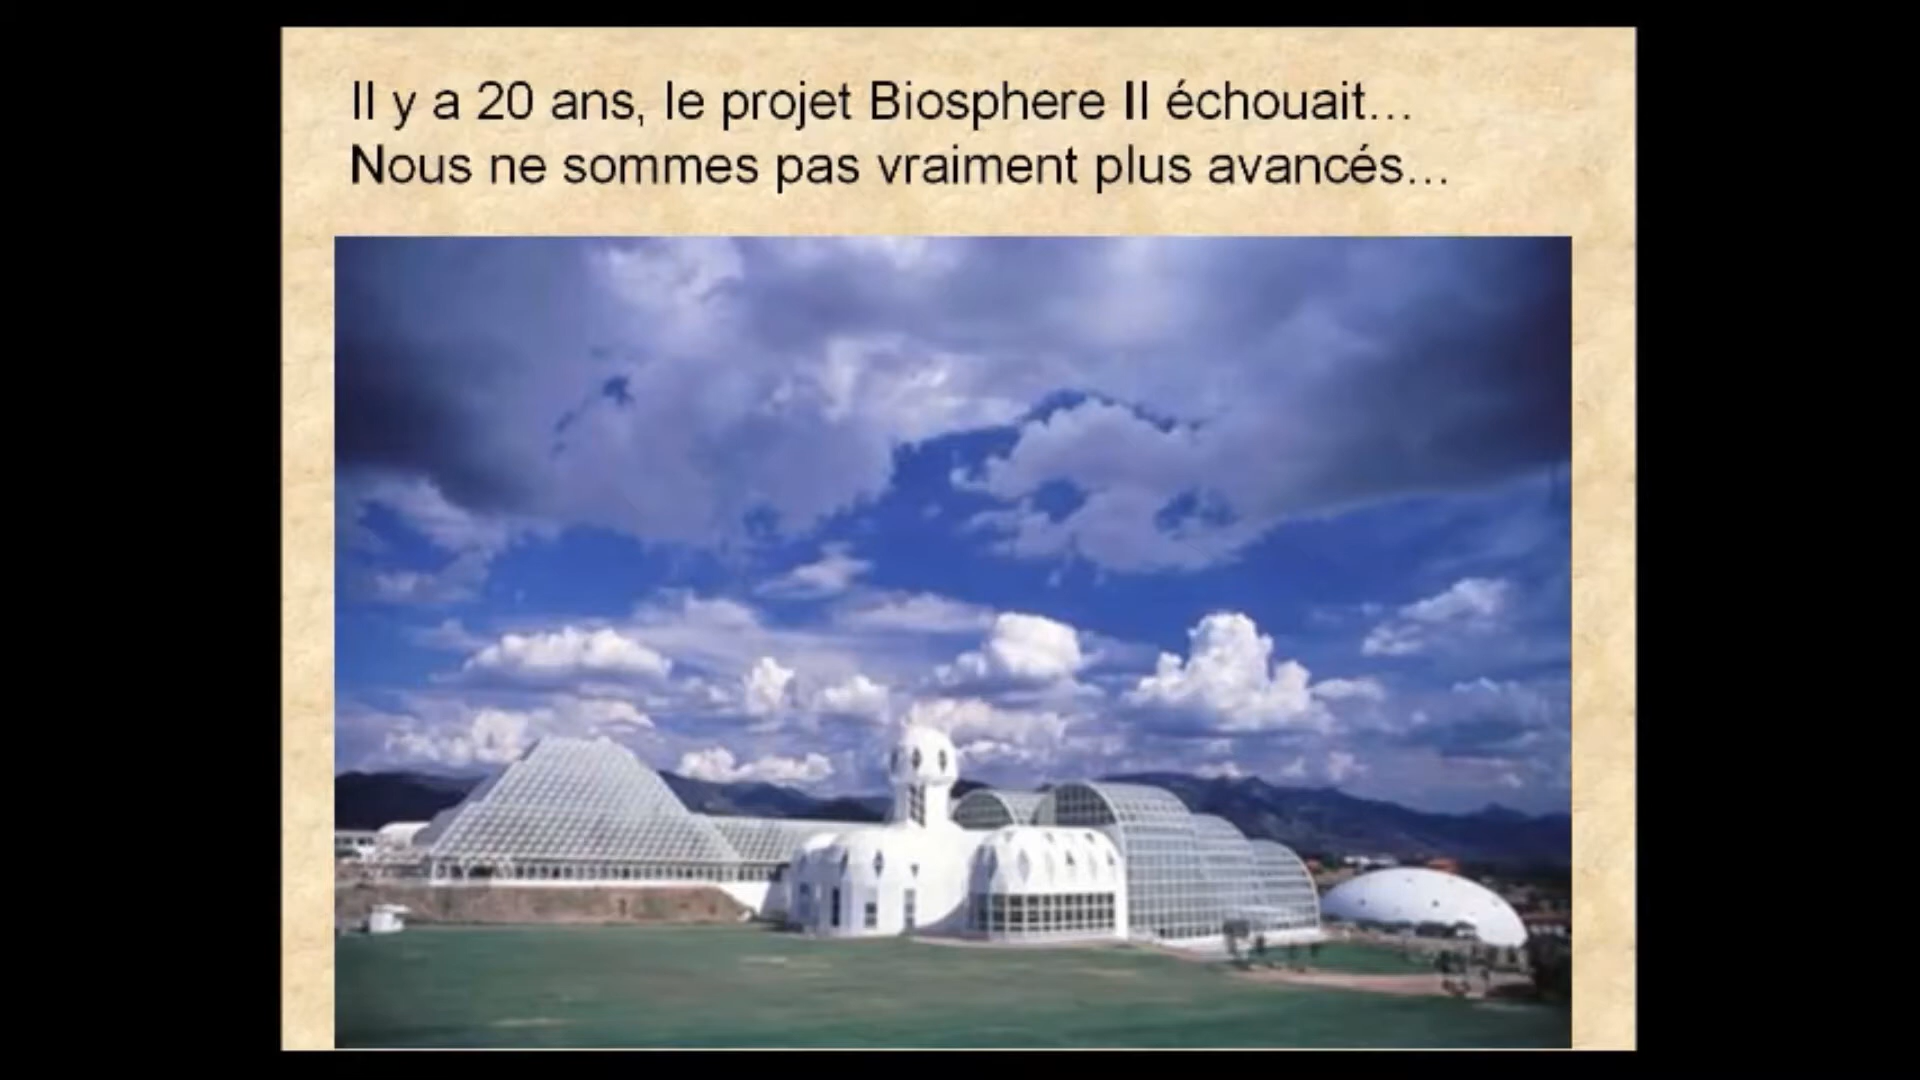 Il y a 20 ans, le projet Biosphere II échouait...
Nous ne sommes pas vraiment plus avancés...